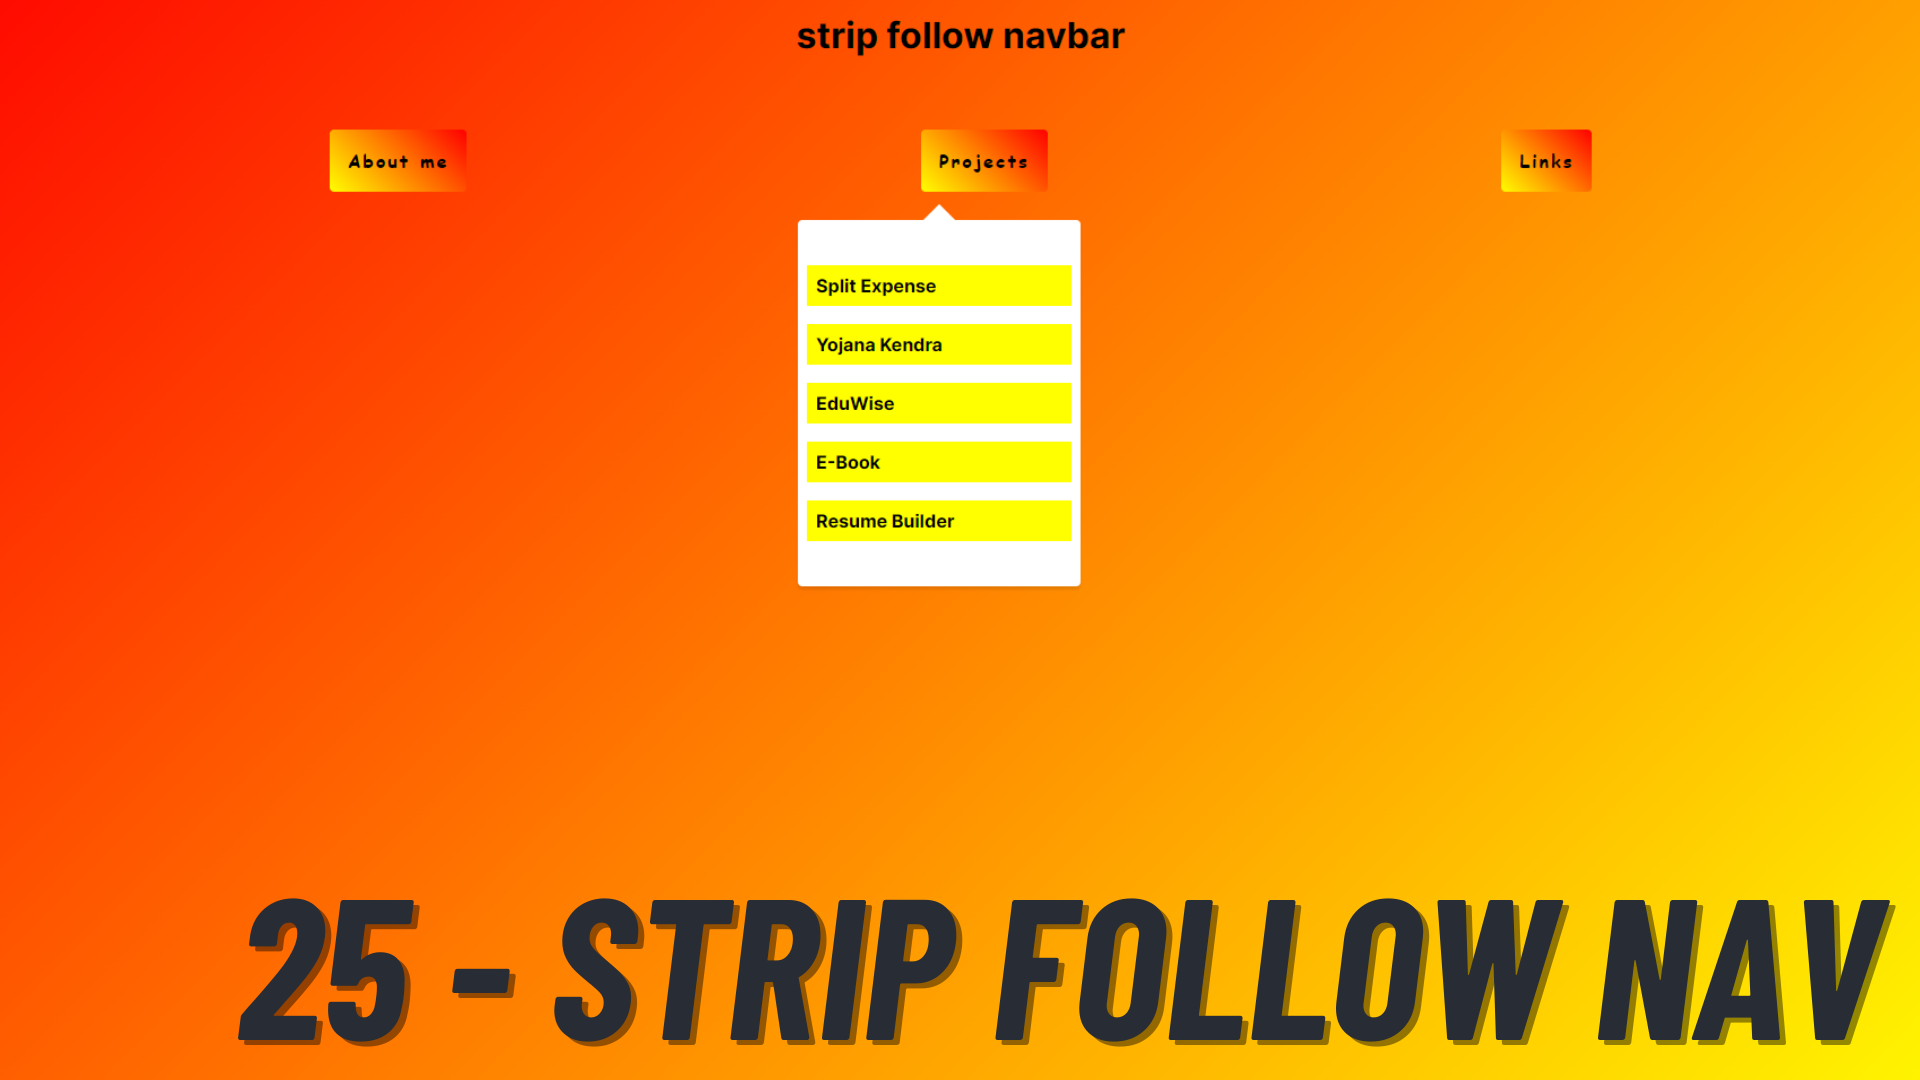 strip follow navbar
About me
Projects
Links
Split Expense
Yojana Kendra
EduWise
E-Book
Resume Builder
25 - STRIP FOLLOW NAV